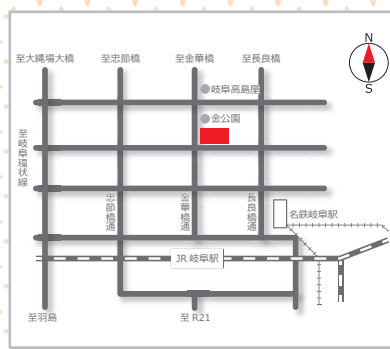 N
S
至大縄場大橋
至忠節橋
至金華橋
至長良橋
岐阜高島屋
金公園
至岐阜環状線
忠節橋通
金華橋通
長良橋通
名鉄岐阜駅
JR 岐阜駅
至羽島
至 R21